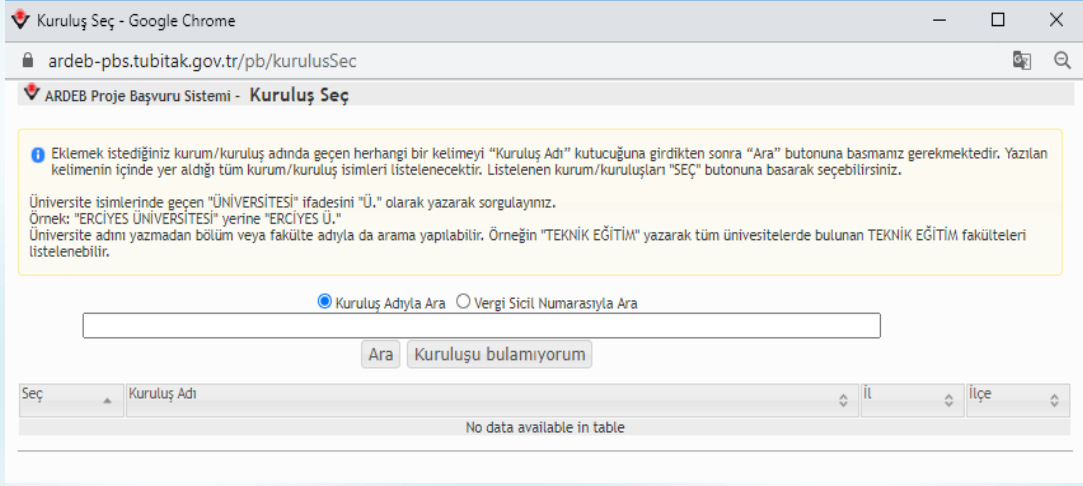 Kuruluş Seç - Google Chrome
ardeb-pbs.tubitak.gov.tr/pb/kurulusSec
ARDEB Proje Başvuru Sistemi - Kuruluş Seç
Eklemek istediğiniz kurum/kuruluş adında geçen herhangi bir kelimeyi “Kuruluş Adı” kutucuğuna girdikten sonra “Ara” butonuna basmanız gerekmektedir. Yazılan
kelimenin içinde yer aldığı tüm kurum/kuruluş isimleri listelenecektir. Listelenen kurum/kuruluşları "SEÇ" butonuna basarak seçebilirsiniz.
Üniversite isimlerinde geçen "ÜNİVERSİTESİ" ifadesini "Ü." olarak yazarak sorgulayınız.
Örnek: "ERCİYES ÜNİVERSİTESİ" yerine "ERCİYES Ü."
Üniversite adını yazmadan bölüm veya fakülte adıyla da arama yapılabilir. Örneğin "TEKNİK EĞİTİM" yazarak tüm ünivesitelerde bulunan TEKNİK EĞİTİM fakülteleri
listelenebilir.
Kuruluş Adıyla Ara Vergi Sicil Numarasıyla Ara
Ara Kuruluşu bulamıyorum
Seç Kuruluş Adı İl İlçe
No data available in table